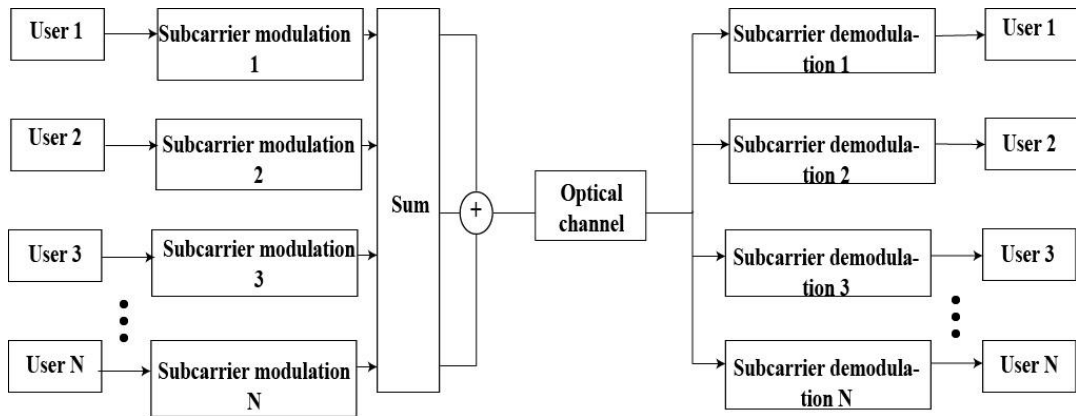 User 1
Subcarrier modulation
1
User 2
Subcarrier modulation
2
User 3
Subcarrier modulation
3
User N
Subcarrier modulation
N
Sum
+
Optical
channel
Subcarrier demodula-
tion 1
User 1
Subcarrier demodula-
tion 2
User 2
Subcarrier demodula-
tion 3
User 3
Subcarrier demodula-
tion N
User N